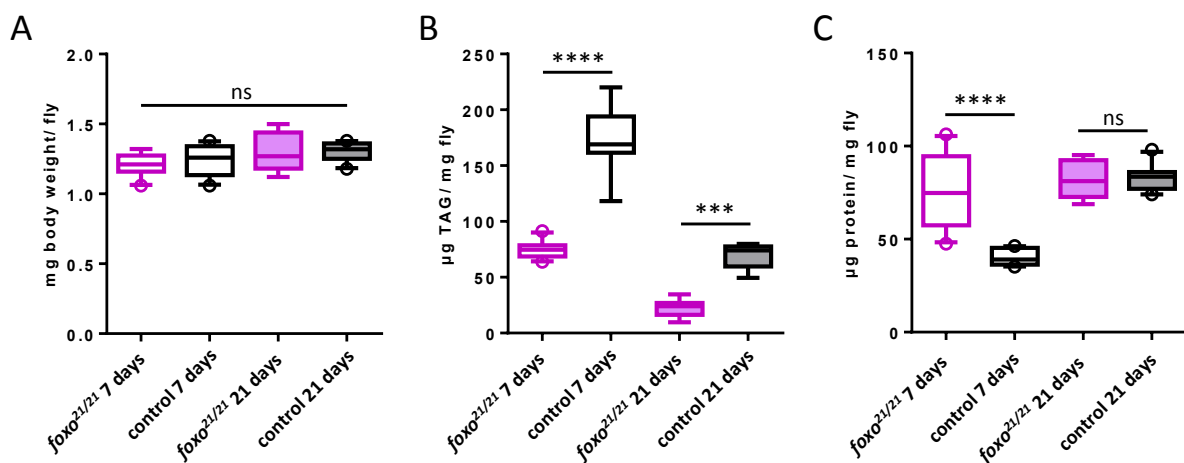 A
mg body weight/ fly
2.0
1.5
1.0
0.5
0.0
ns
foxo21/21 7 days
control 7 days
foxo21/21 21 days
control 21 days
B
µg TAG/ mg fly
250
200
150
100
50
0
****
***
foxo21/21 7 days
control 7 days
foxo21/21 21 days
control 21 days
C
µg protein/ mg fly
150
100
50
0
****
ns
foxo21/21 7 days
control 7 days
foxo21/21 21 days
control 21 days